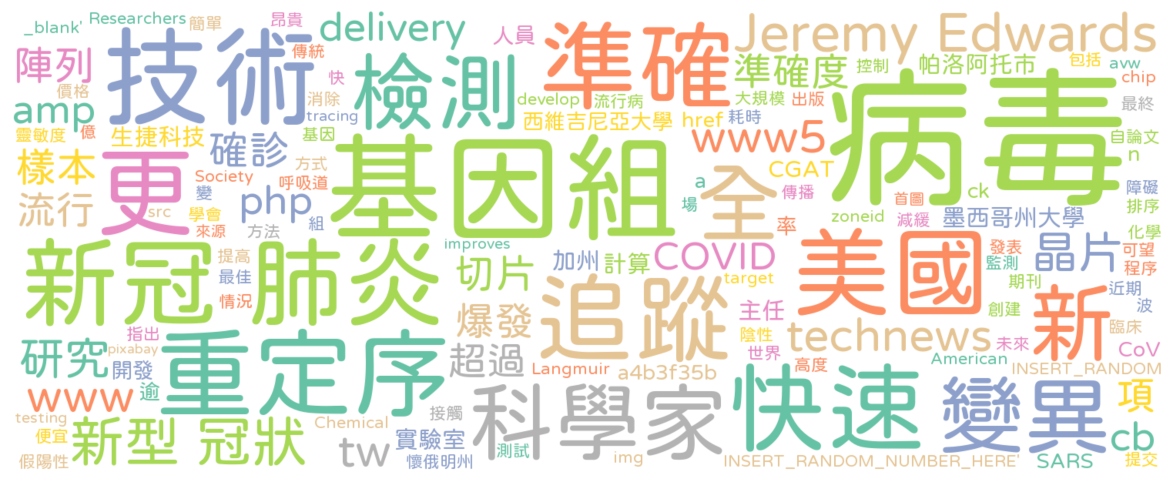 _blank' Researchers 簡單 昂貴 delivery 人員 準確 Jeremy Edwards
陣列 技術 傳統 檢測 準確度 控制 帕洛阿托市 包括 avw
價格 快 消除 develop 流行病 大規模 出版 病毒 chip
amp tracing 西維吉尼亞大學 href 耗時 最終
靈敏度 億 生捷科技 基因 www5 自論文
樣本 更 確診 方式 基因組 CGAT n
Society 呼吸道 a 全 傳播 ck 障礙
流行 src 變 php 場 首圖 zoneid 減緩 墨西哥州大學 排序
學會 組 率 化學
來源 方法 improves
新冠 肺炎 提高 切片 加州 計算 COVID 美國 發表 晶片 可望
最佳 target 監測 程序
情況 追蹤 期刊 新 近期
指出 爆發 主任 創建 波
研究 pixabay 重定序 陰性 technews 未來 臨床
開發 超過 世界 高度 American CoV
www 逾 Langmuir a4b3f35b INSERT_RANDOM
testing Chemical 接觸 科學家 快速 變異 項
便宜 新型 冠狀 tw 實驗室 測試 cb
假陽性 懷俄明州 img INSERT_RANDOM_NUMBER_HERE' SARS 提交